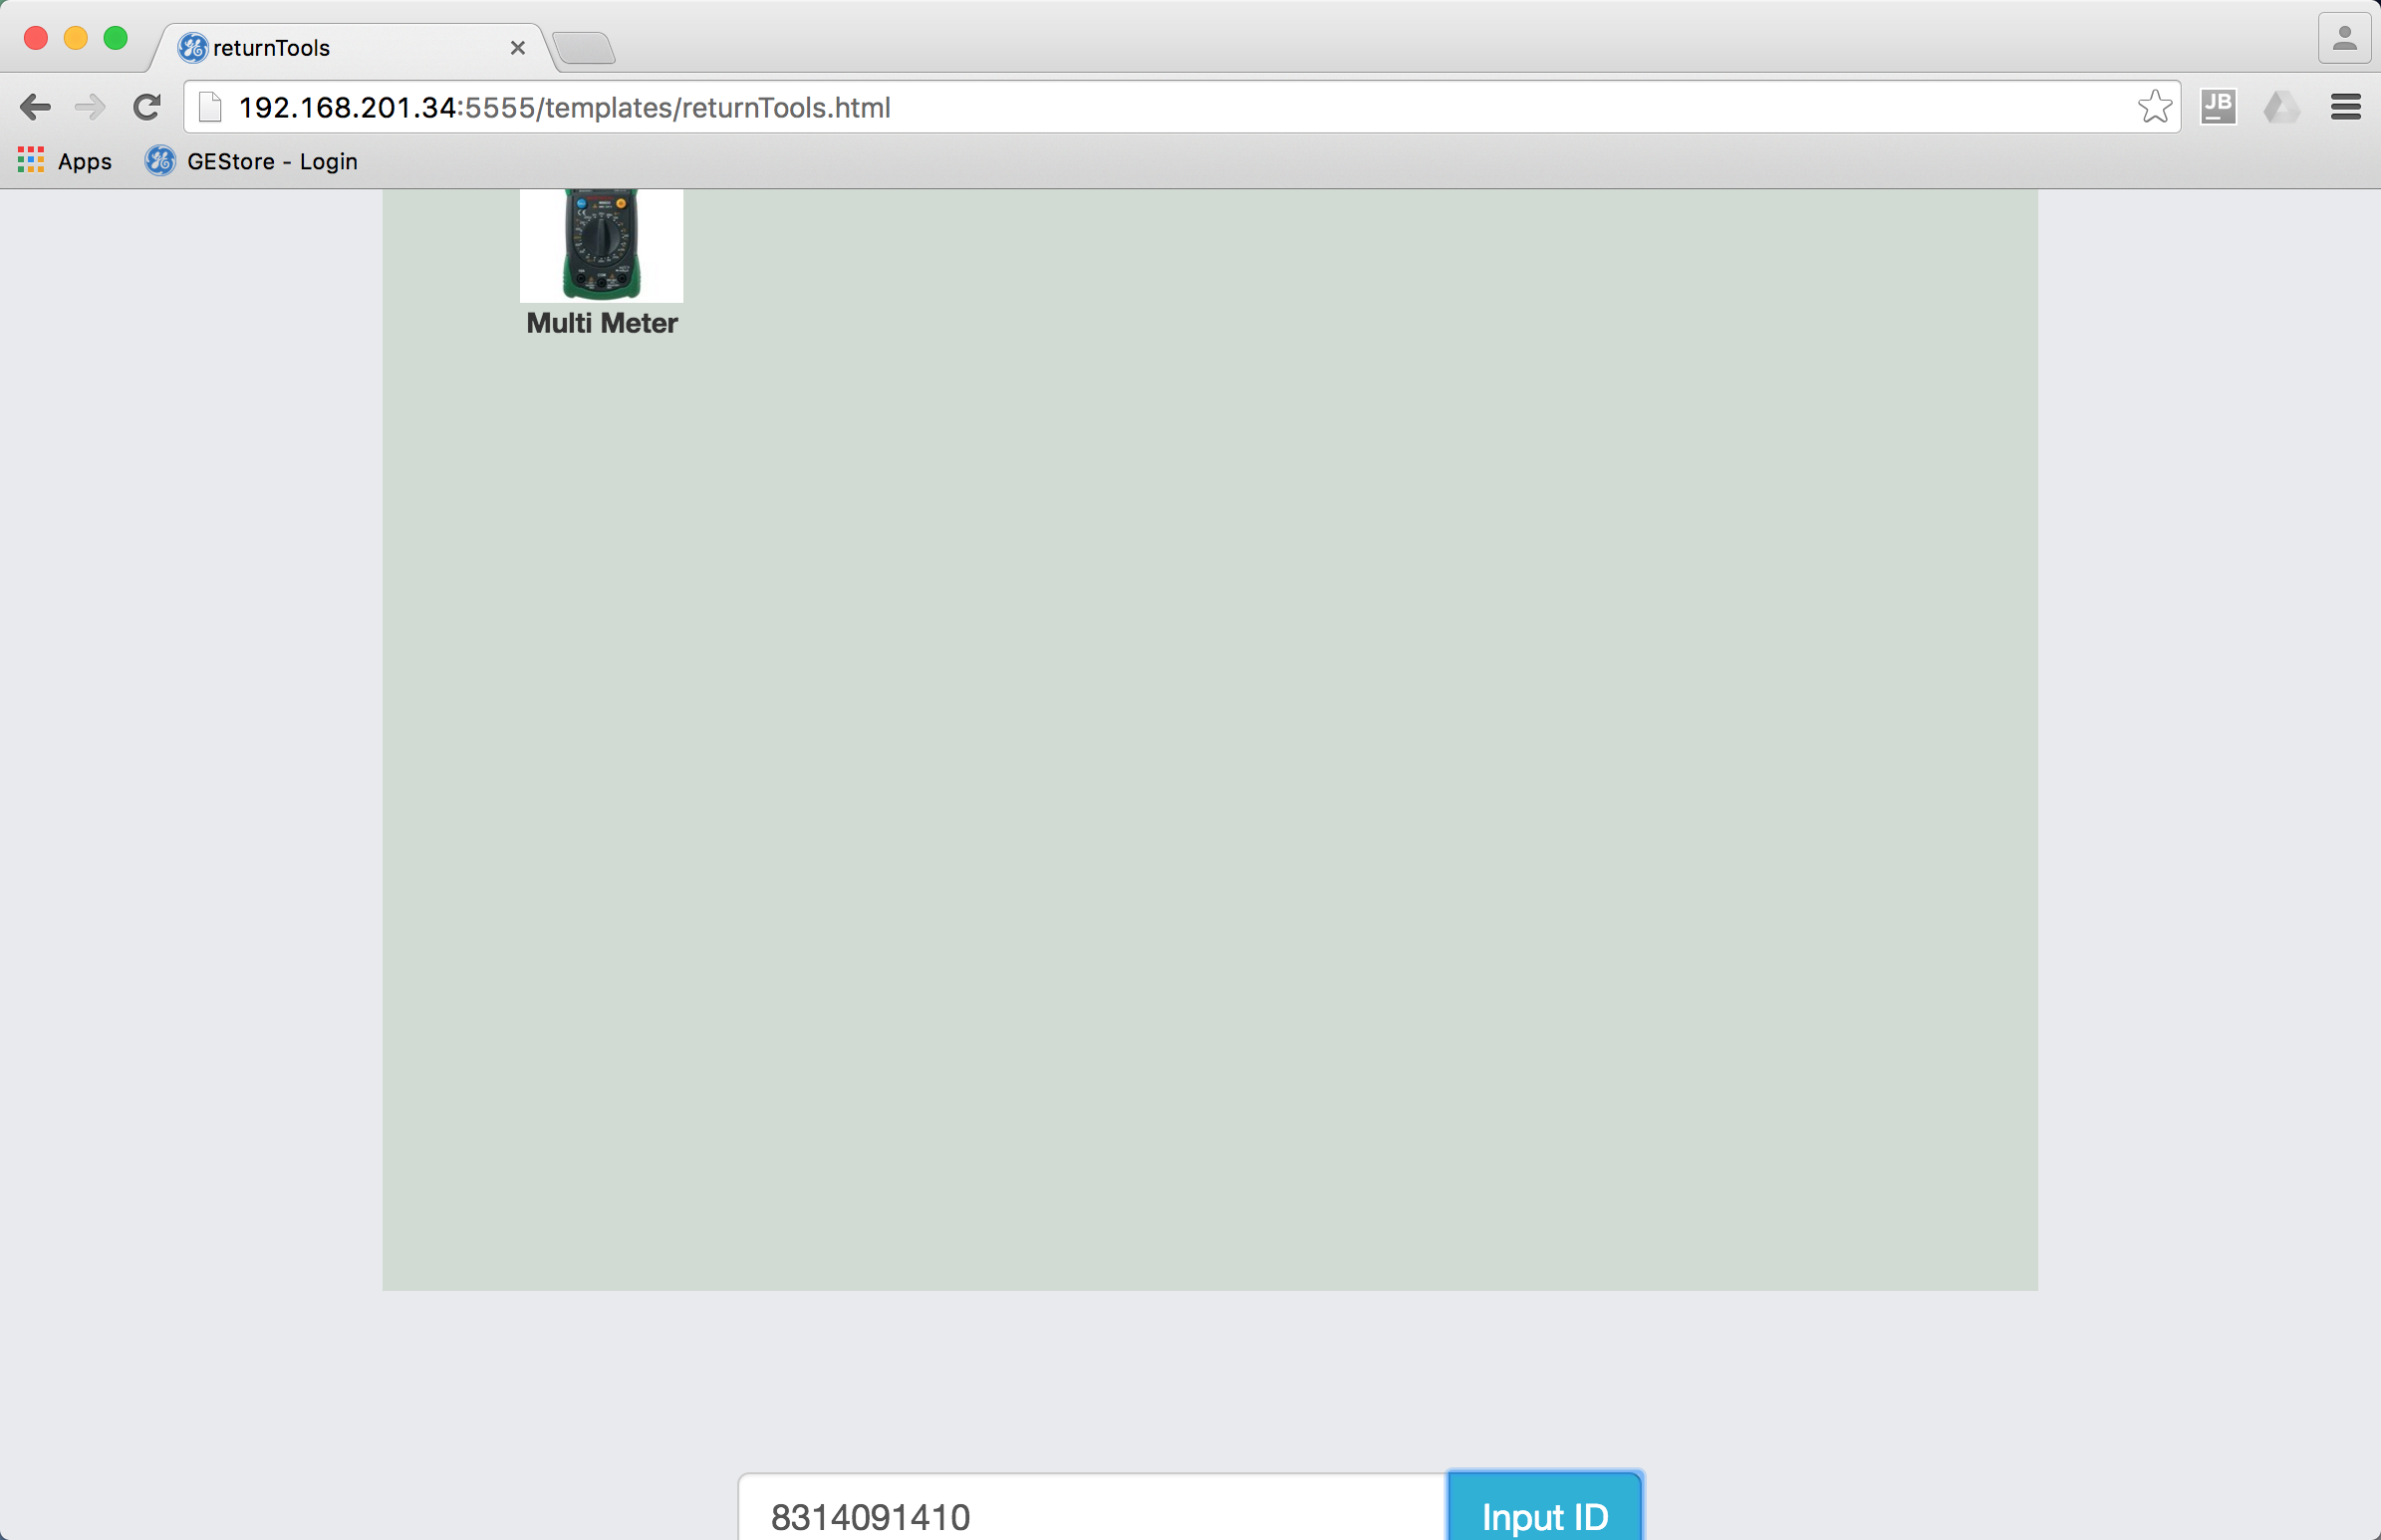 returnTools
192.168.201.34:5555/templates/returnTools.html
JB
Apps
GEStore - Login
Multi Meter
8314091410
Input ID